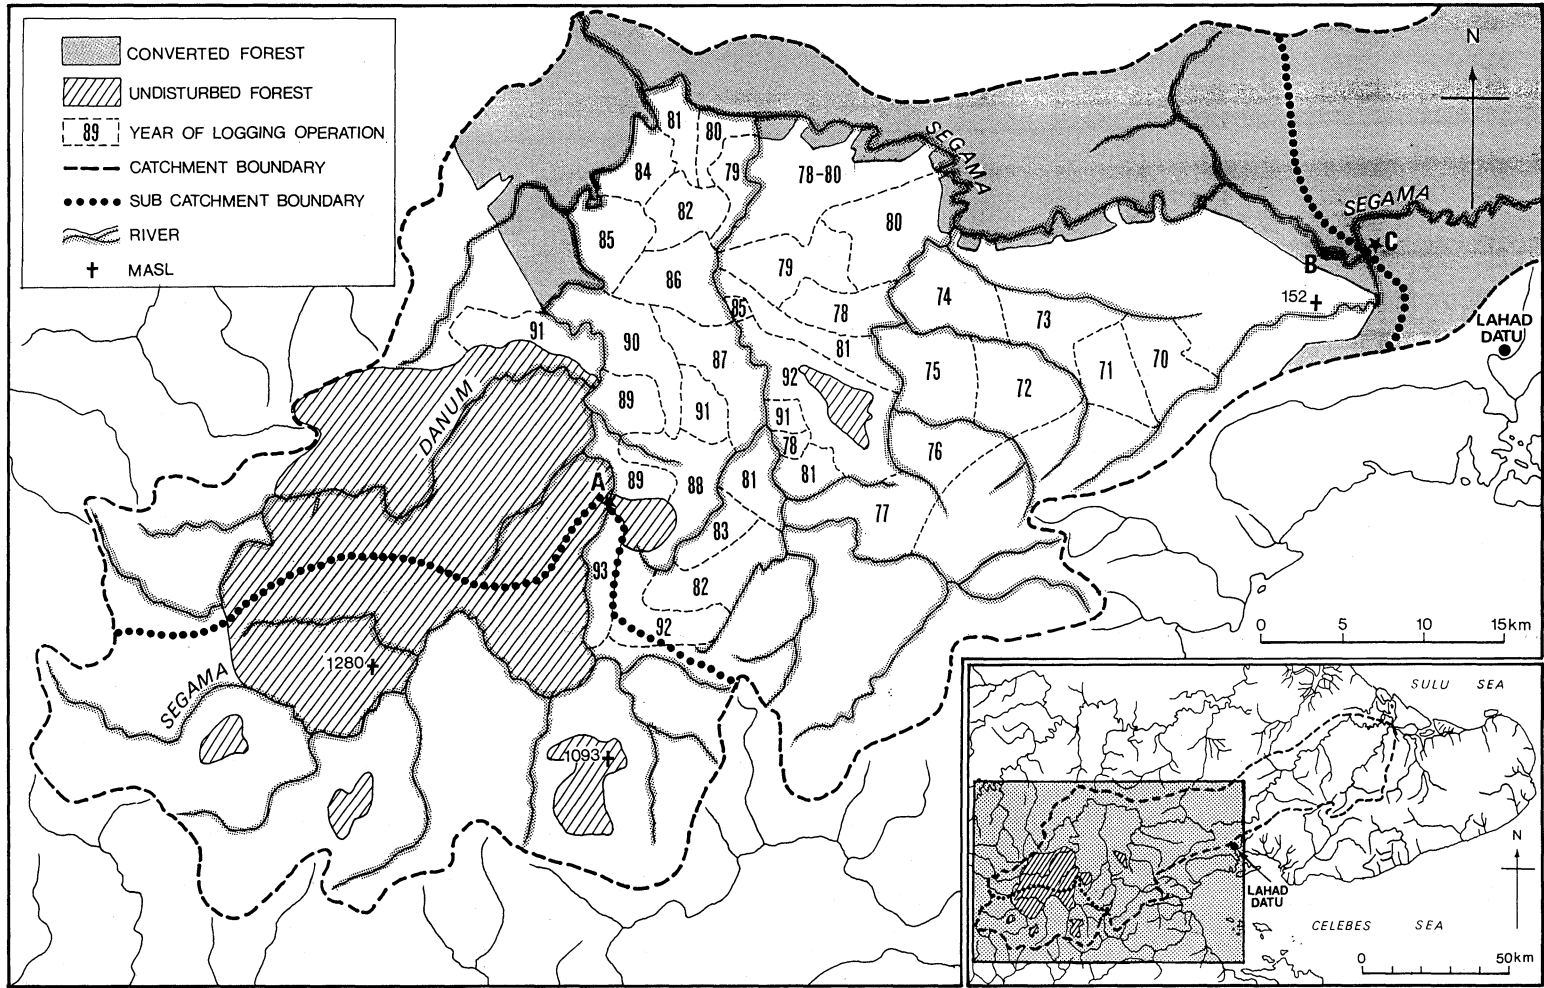 CONVERTED FOREST
UNDISTURBED FOREST
89 YEAR OF LOGGING OPERATION
CATCHMENT BOUNDARY
SUB CATCHMENT BOUNDARY
RIVER
MASL
N
SEGAMA
SEGAMA
C
B
152
LAHAD
DATU
81
80
84
79
78-80
82
80
85
86
79
74
85
78
73
91
90
87
81
75
71
70
92
72
89
91
91
DANUM
78
76
A
89
88
81
81
83
77
93
82
92
1280
SEGAMA
1093
0 5 10 15km
SULU SEA
N
LAHAD
DATU
CELEBES SEA
0 50km